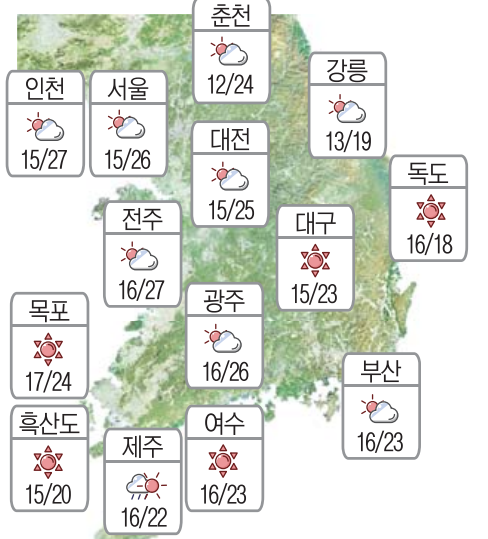 춘천
12/24
강릉
13/19
인천
15/27
서울
15/26
대전
15/25
독도
16/18
전주
16/27
대구
15/23
광주
16/26
목포
17/24
부산
16/23
흑산도
15/20
제주
16/22
여수
16/23